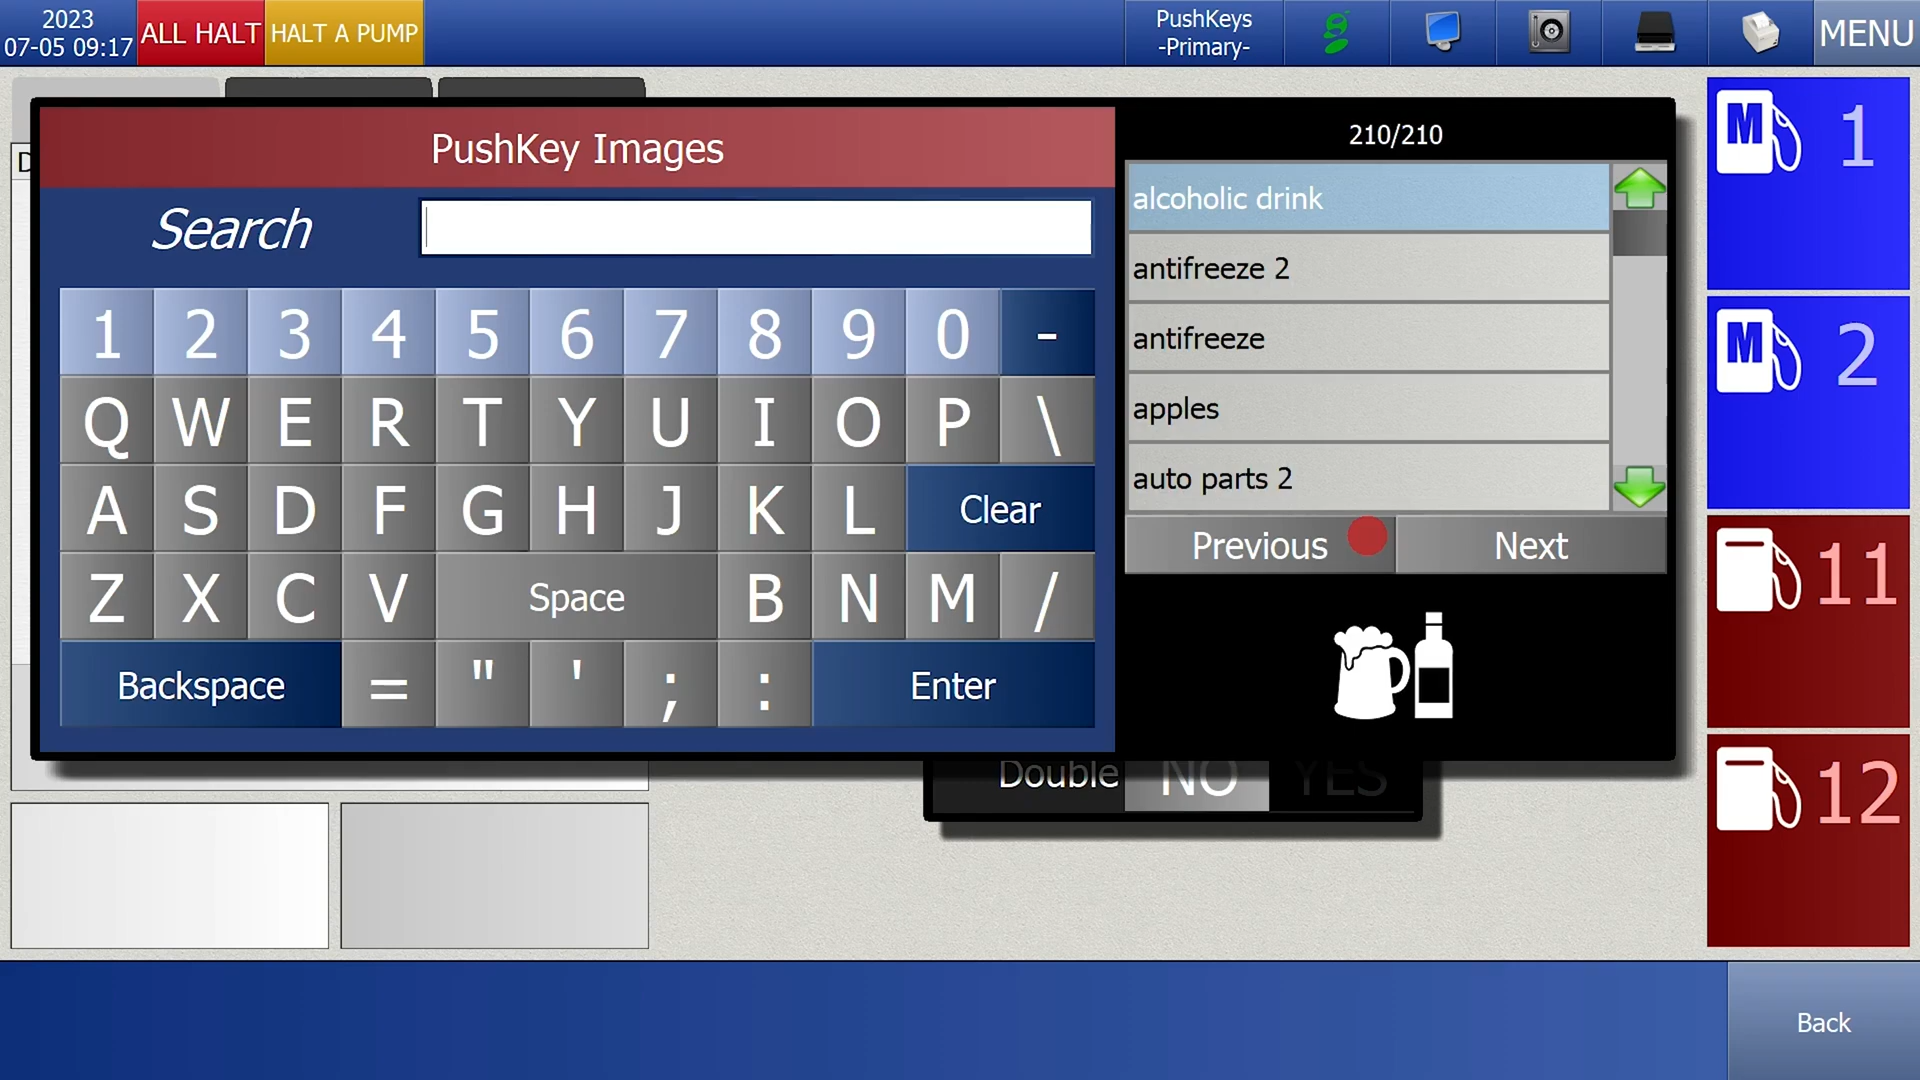 2023
07-05 09:17
ALL HALT
HALT A PUMP
PushKeys
-Primary-
MENU
D
PushKey Images
Search
1 2 3 4 5 6 7 8 9 0 -
Q W E R T Y U I O P \
A S D F G H J K L Clear
Z X C V Space B N M /
Backspace = " ' ; : Enter
210/210
alcoholic drink
antifreeze 2
antifreeze
apples
auto parts 2
Previous Next
Double NO YES
M 1
M 2
11
12
Back